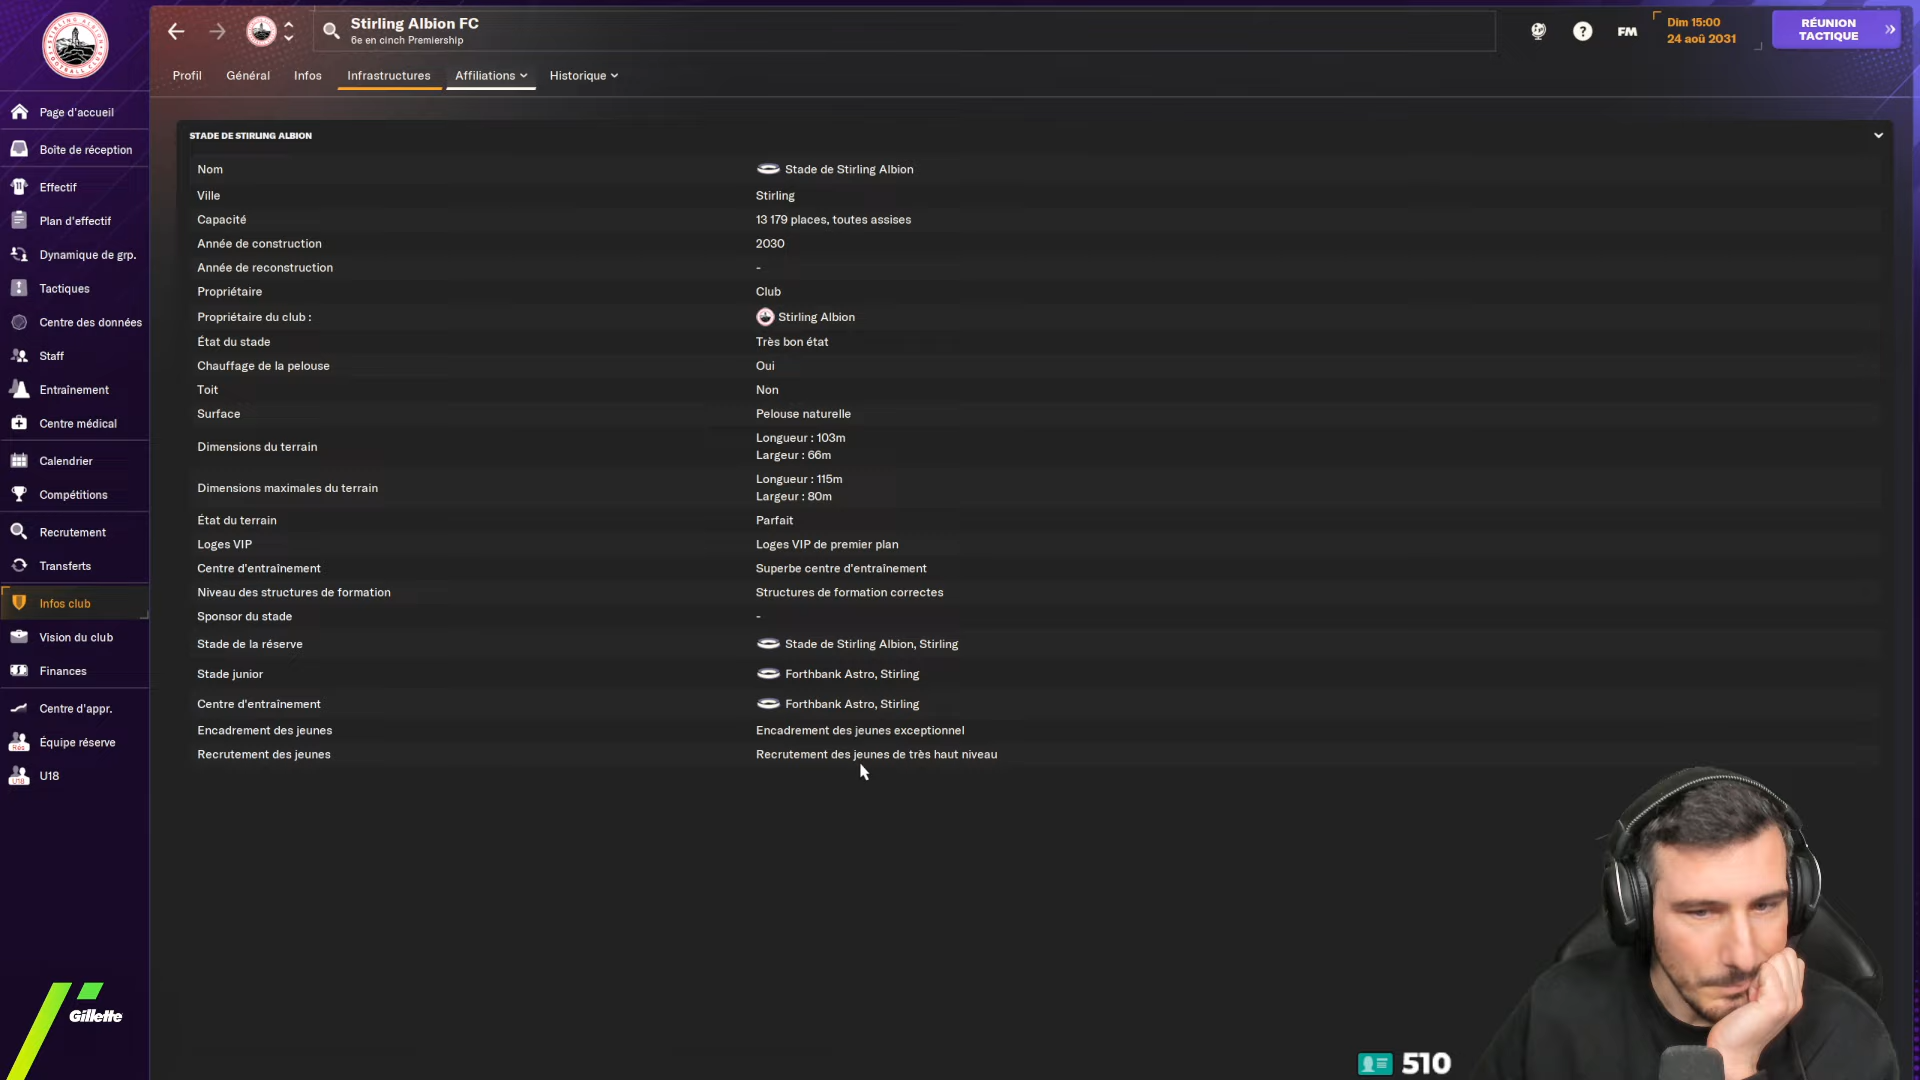 Stirling Albion FC
6e en cinch Premiership
FM
Dim 15:00
24 aoû 2031
RÉUNION
TACTIQUE
Profil
Général
Infos
Infrastructures
Affiliations
Historique
Page d'accueil
Boîte de réception
Effectif
Plan d'effectif
Dynamique de grp.
Tactiques
Centre des données
Staff
Entraînement
Centre médical
Calendrier
Compétitions
Recrutement
Transferts
Infos club
Vision du club
Finances
Centre d'appr.
Équipe réserve
U18
STADE DE STIRLING ALBION
Nom Stade de Stirling Albion
Ville Stirling
Capacité 13 179 places, toutes assises
Année de construction 2030
Année de reconstruction -
Propriétaire Club
Propriétaire du club : Stirling Albion
État du stade Très bon état
Chauffage de la pelouse Oui
Toit Non
Surface Pelouse naturelle
Dimensions du terrain Longueur : 103m
Largeur : 66m
Dimensions maximales du terrain Longueur : 115m
Largeur : 80m
État du terrain Parfait
Loges VIP Loges VIP de premier plan
Centre d'entraînement Superbe centre d'entraînement
Niveau des structures de formation Structures de formation correctes
Sponsor du stade -
Stade de la réserve Stade de Stirling Albion, Stirling
Stade junior Forthbank Astro, Stirling
Centre d'entraînement Forthbank Astro, Stirling
Encadrement des jeunes Encadrement des jeunes exceptionnel
Recrutement des jeunes Recrutement des jeunes de très haut niveau
Gillette
510